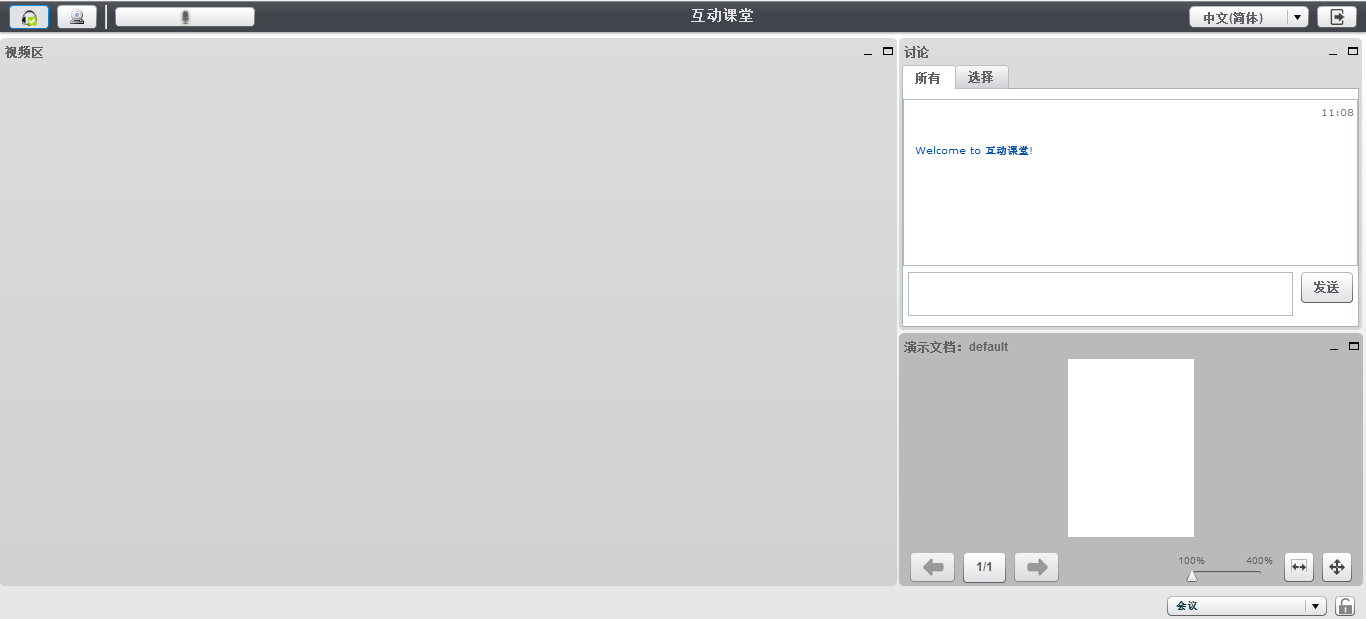 互动课堂
中文(简体)
视频区
讨论
所有
选择
11:08
Welcome to 互动课堂!
发送
演示文档：default
1/1
100%
400%
会议